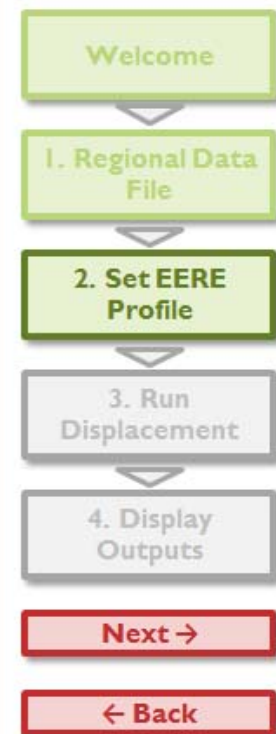 Welcome
1. Regional Data
File
2. Set EERE
Profile
3. Run
Displacement
4. Display
Outputs
Next →
← Back